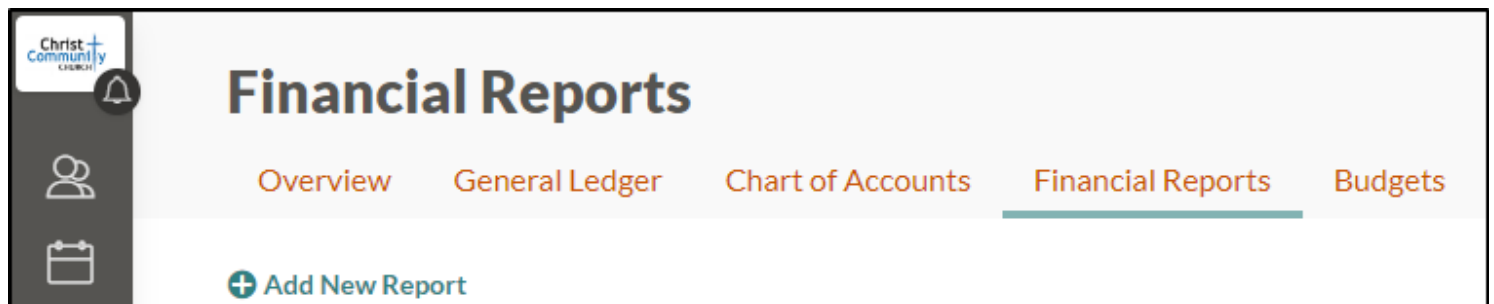 Christ
Community
CHURCH
Financial Reports
Overview General Ledger Chart of Accounts Financial Reports Budgets
Add New Report